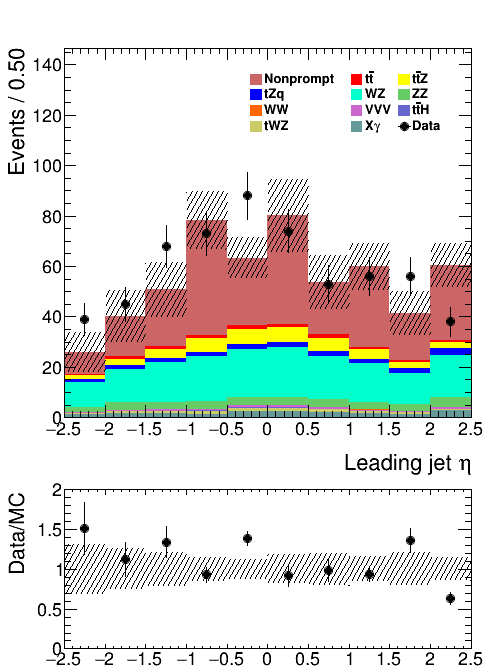 Events / 0.50
140
120
100
80
60
40
20
0
Nonprompt tt̄ tt̄Z
tZq WZ ZZ
WW VVV tt̄H
tWZ Xγ Data
−2.5 −2 −1.5 −1 −0.5 0 0.5 1 1.5 2 2.5
Leading jet η
Data/MC
2
1.5
1
0.5
0
−2.5 −2 −1.5 −1 −0.5 0 0.5 1 1.5 2 2.5